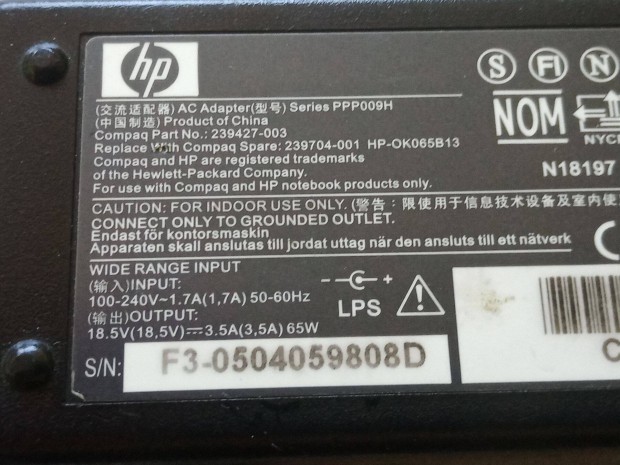 hp
(交流适配器) AC Adapter(型号) Series PPP009H
(中国制造) Product of China
Compaq Part No.: 239427-003
Replace With Compaq Spare: 239704-001 HP-OK065B13
Compaq and HP are registered trademarks
of the Hewlett-Packard Company.
For use with Compaq and HP notebook products only.
S FI N
NOM
NYCE
N18197
CAUTION: FOR INDOOR USE ONLY. (警告：限使用于信息技术设备及室内使
CONNECT ONLY TO GROUNDED OUTLET.
Endast för kontorsmaskin
Apparaten skall anslutas till jordat uttag när den ansluts till ett nätverk
WIDE RANGE INPUT
(输入)INPUT:
100-240V~1.7A(1,7A) 50-60Hz
(输出)OUTPUT:
18.5V(18,5V)⎓3.5A(3,5A) 65W
LPS
S/N: F3-0504059808D
C